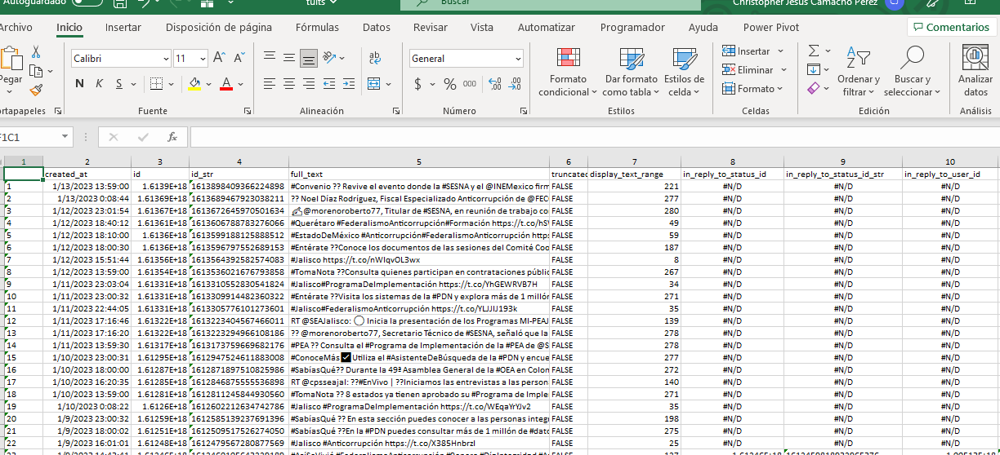 Autoguardado tuits Buscar Christopher Jesus Camacho Perez
Archivo Inicio Insertar Disposición de página Fórmulas Datos Revisar Vista Automatizar Programador Ayuda Power Pivot Comentarios
Pegar Calibri 11 General Formato condicional Dar formato como tabla Estilos de celda Insertar Eliminar Formato Ordenar y filtrar Buscar y seleccionar Analizar datos
N K S $ % 000
Portapapeles Fuente Alineación Número Estilos Celdas Edición Análisis
F1C1 fx
1 2 3 4 5 6 7 8 9 10
created_at id id_str full_text truncated display_text_range in_reply_to_status_id in_reply_to_status_id_str in_reply_to_user_id
1 1/13/2023 13:59:00 1.6139E+18 1613898409366224898 #Convenio ?? Revive el evento donde la #SESNA y el @INEMexico firm FALSE 221 #N/D #N/D #N/D
2 1/13/2023 0:08:44 1.61369E+18 1613689467923038211 ?? Noel Díaz Rodríguez, Fiscal Especializado Anticorrupción de @FEC FALSE 277 #N/D #N/D #N/D
3 1/12/2023 23:01:54 1.61367E+18 1613672645970501634 ✍@morenoroberto77, Titular de #SESNA, en reunión de trabajo co FALSE 280 #N/D #N/D #N/D
4 1/12/2023 18:40:12 1.61361E+18 1613606788783276066 #Querétaro #FederalismoAnticorrupción#Formación https://t.co/hS FALSE 49 #N/D #N/D #N/D
5 1/12/2023 18:10:00 1.6136E+18 1613599188125888512 #EstadoDeMéxico #Anticorrupción#FederalismoAnticorrupción http FALSE 59 #N/D #N/D #N/D
6 1/12/2023 18:00:30 1.6136E+18 1613596797552689153 #Entérate ??Conoce los documentos de las sesiones del Comité Coo FALSE 187 #N/D #N/D #N/D
7 1/12/2023 15:51:44 1.61356E+18 1613564392582574083 #Jalisco https://t.co/nWlqvOL3wx FALSE 8 #N/D #N/D #N/D
8 1/12/2023 13:59:00 1.61354E+18 1613536021676793858 #TomaNota ??Consulta quienes participan en contrataciones públic FALSE 267 #N/D #N/D #N/D
9 1/11/2023 23:03:04 1.61331E+18 1613310552830541824 #Jalisco#ProgramaDeImplementación https://t.co/YhGEWRVB7H FALSE 34 #N/D #N/D #N/D
10 1/11/2023 23:00:32 1.61331E+18 1613309914482360322 #Entérate ??Visita los sistemas de la #PDN y explora más de 1 millón FALSE 271 #N/D #N/D #N/D
11 1/11/2023 22:44:05 1.61331E+18 1613305776101273601 #Jalisco#FederalismoAnticorrupción https://t.co/YLJJIJ193k FALSE 35 #N/D #N/D #N/D
12 1/11/2023 17:16:46 1.61322E+18 1613223404567466011 RT @SEAJalisco: ◯ Inicia la presentación de los Programas MI-PEAJ FALSE 139 #N/D #N/D #N/D
13 1/11/2023 17:16:20 1.61322E+18 1613223294966108186 ?? @morenoroberto77, Secretario Técnico de #SESNA, señaló que la FALSE 278 #N/D #N/D #N/D
14 1/11/2023 13:59:30 1.61317E+18 1613173759669682176 #PEA ?? Consulta el #Programa de Implementación de la #PEA de @S FALSE 278 #N/D #N/D #N/D
15 1/10/2023 23:00:31 1.61295E+18 1612947524611883008 #ConoceMás☑Utiliza el #AsistenteDeBúsqueda de la #PDN y encue FALSE 277 #N/D #N/D #N/D
16 1/10/2023 18:00:00 1.61287E+18 1612871897510825986 #SabíasQué?? Durante la 49ª Asamblea General de la #OEA en Colon FALSE 272 #N/D #N/D #N/D
17 1/10/2023 16:20:35 1.61285E+18 1612846875555536898 RT @cpsseajal: ??#EnVivo | ??Iniciamos las entrevistas a las person FALSE 140 #N/D #N/D #N/D
18 1/10/2023 13:59:00 1.61281E+18 1612811245844930560 #TomaNota ?? 8 estados ya tienen aprobado su #Programa de Imple FALSE 271 #N/D #N/D #N/D
19 1/10/2023 0:08:22 1.6126E+18 1612602212634742786 #Jalisco #ProgramaDeImplementación https://t.co/WEqaYrYJv2 FALSE 35 #N/D #N/D #N/D
20 1/9/2023 23:00:32 1.61259E+18 1612585139237691396 #SabíasQué ?? En esta sección puedes conocer a las personas integ FALSE 198 #N/D #N/D #N/D
21 1/9/2023 18:00:02 1.61251E+18 1612509517526274050 #SabíasQué ??En la #PDN puedes consultar más de 1 millón de #dato FALSE 275 #N/D #N/D #N/D
22 1/9/2023 16:01:01 1.61248E+18 1612479567280877569 #Jalisco #Anticorrupción https://t.co/X385Hnbrzl FALSE 25 #N/D #N/D #N/D